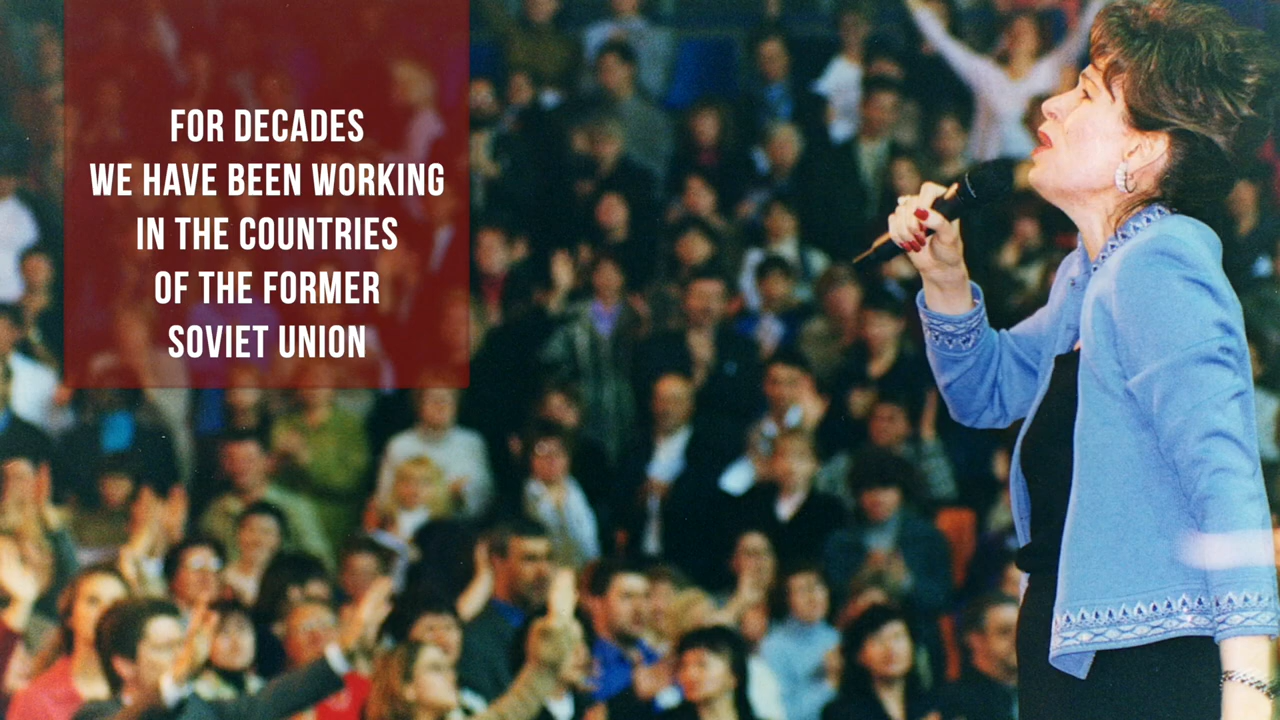 FOR DECADES
WE HAVE BEEN WORKING
IN THE COUNTRIES
OF THE FORMER
SOVIET UNION